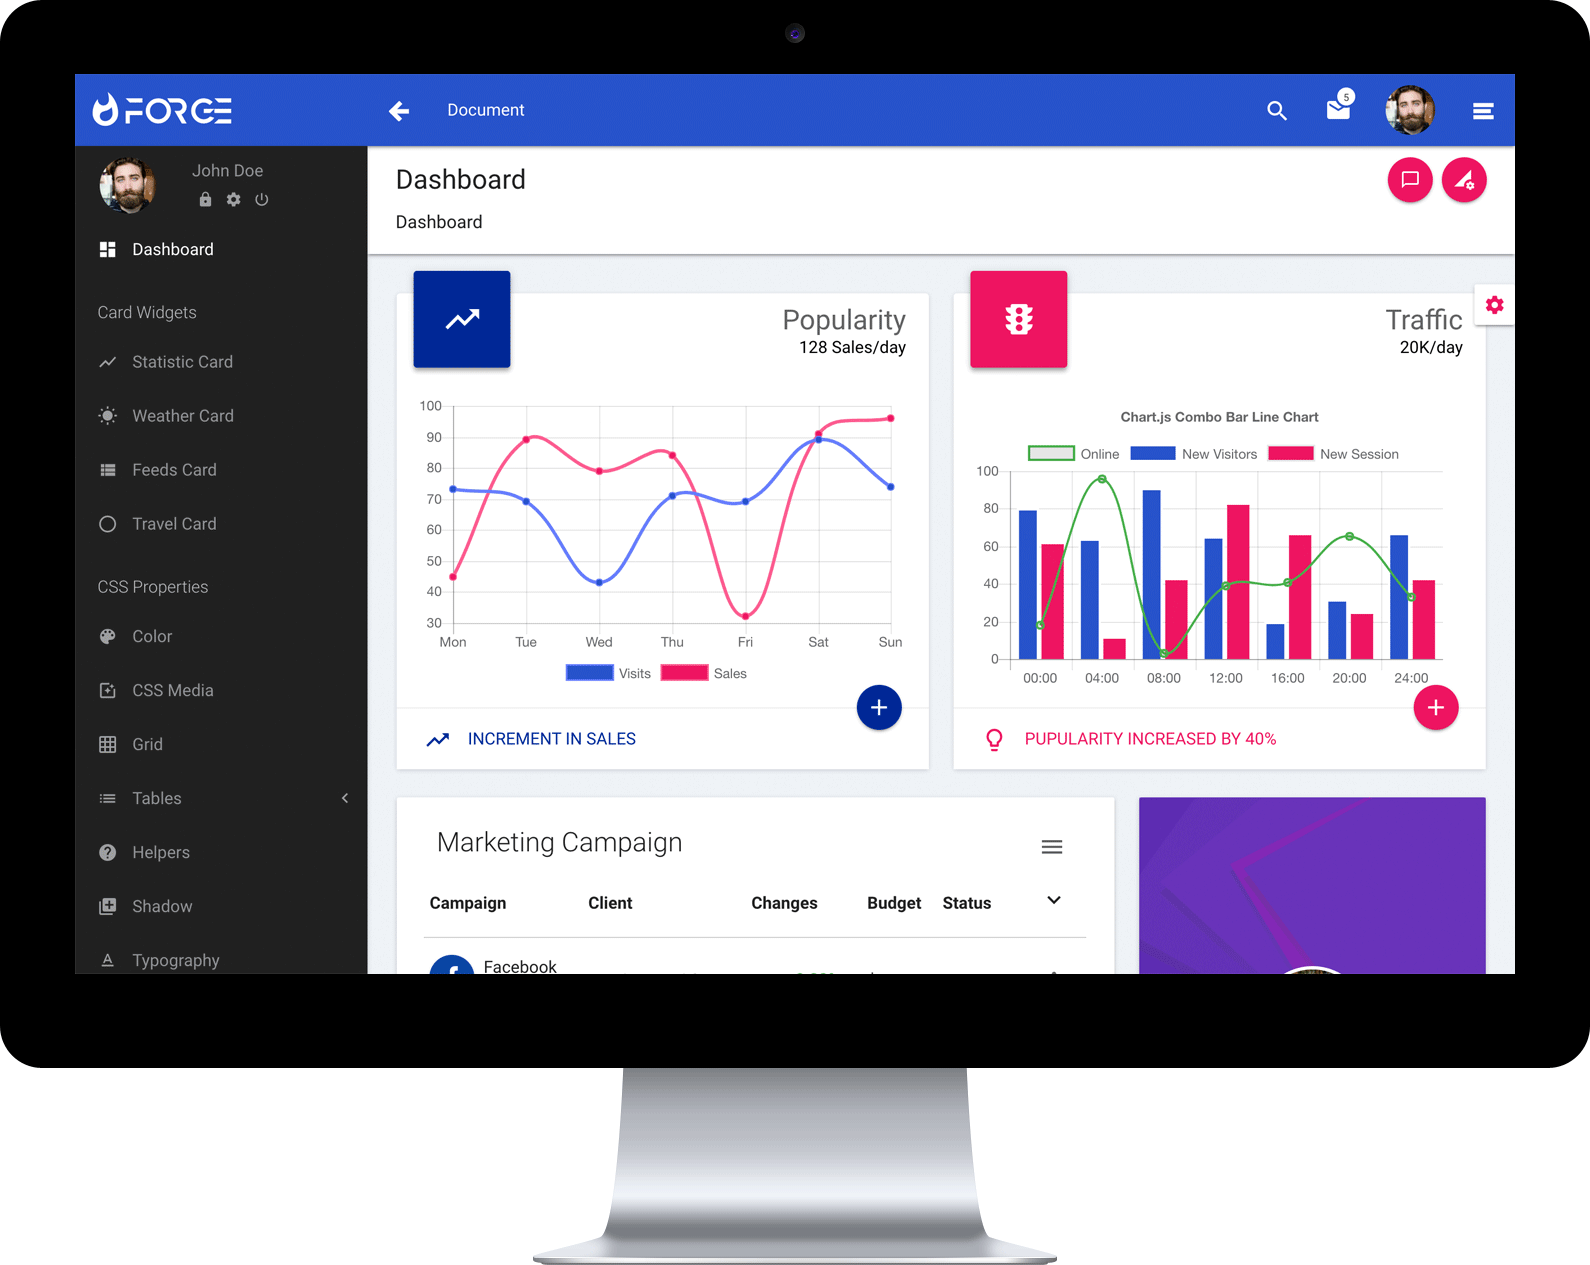 FORGE
Document
5
John Doe
Dashboard
Card Widgets
Statistic Card
Weather Card
Feeds Card
Travel Card
CSS Properties
Color
CSS Media
Grid
Tables
Helpers
Shadow
Typography
Dashboard
Dashboard
Popularity
128 Sales/day
100
90
80
70
60
50
40
30
Mon Tue Wed Thu Fri Sat Sun
Visits Sales
INCREMENT IN SALES
Traffic
20K/day
Chart.js Combo Bar Line Chart
Online New Visitors New Session
100
80
60
40
20
0
00:00 04:00 08:00 12:00 16:00 20:00 24:00
PUPULARITY INCREASED BY 40%
Marketing Campaign
Campaign Client Changes Budget Status
Facebook